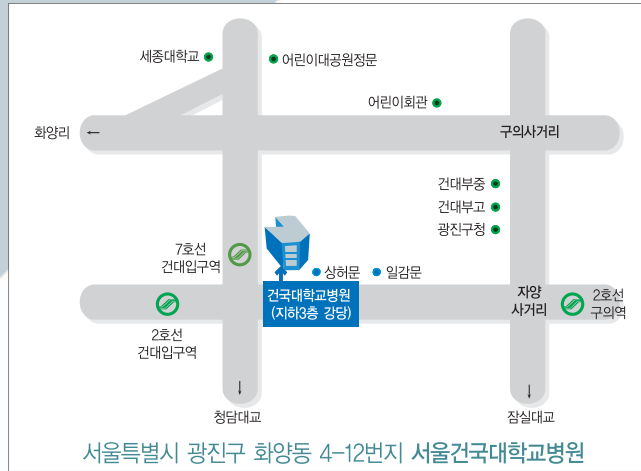 세종대학교
어린이대공원정문
어린이회관
화양리
←
구의사거리
건대부중
건대부고
광진구청
7호선
건대입구역
상허문
일감문
건국대학교병원
(지하3층 강당)
자양
사거리
2호선
구의역
2호선
건대입구역
↓
↓
청담대교
잠실대교
서울특별시 광진구 화양동 4-12번지 서울건국대학교병원